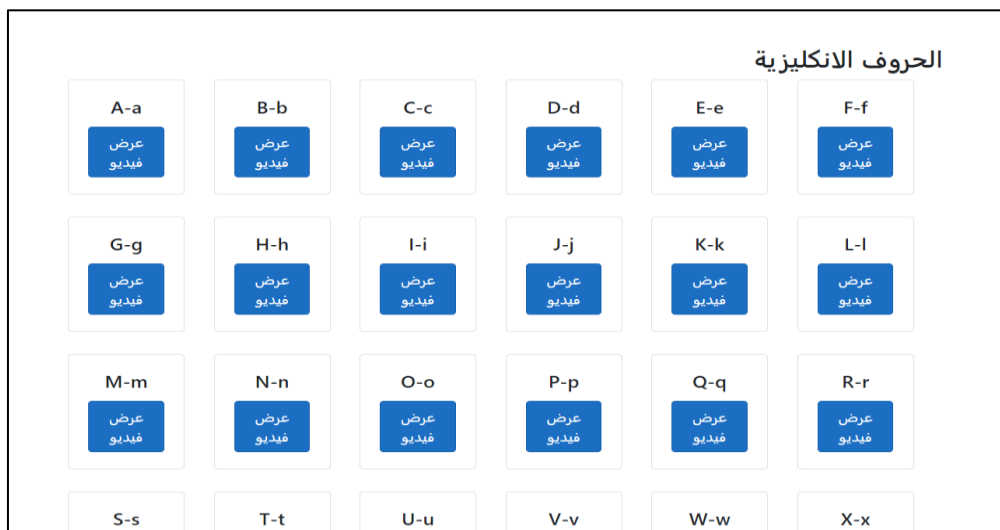 الحروف الانكليزية
A-a B-b C-c D-d E-e F-f
عرض عرض عرض عرض عرض عرض
فيديو فيديو فيديو فيديو فيديو فيديو
G-g H-h I-i J-j K-k L-l
عرض عرض عرض عرض عرض عرض
فيديو فيديو فيديو فيديو فيديو فيديو
M-m N-n O-o P-p Q-q R-r
عرض عرض عرض عرض عرض عرض
فيديو فيديو فيديو فيديو فيديو فيديو
S-s T-t U-u V-v W-w X-x